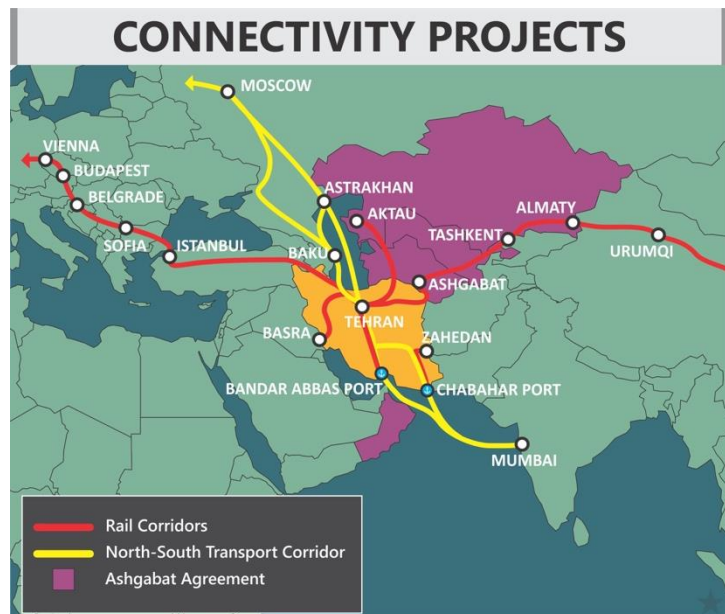 CONNECTIVITY PROJECTS
MOSCOW
VIENNA
BUDAPEST
BELGRADE
SOFIA
ISTANBUL
ASTRAKHAN
AKTAU
BAKU
ALMATY
TASHKENT
URUMQI
ASHGABAT
TEHRAN
BASRA
ZAHEDAN
BANDAR ABBAS PORT
CHABAHAR PORT
MUMBAI
Rail Corridors
North-South Transport Corridor
Ashgabat Agreement